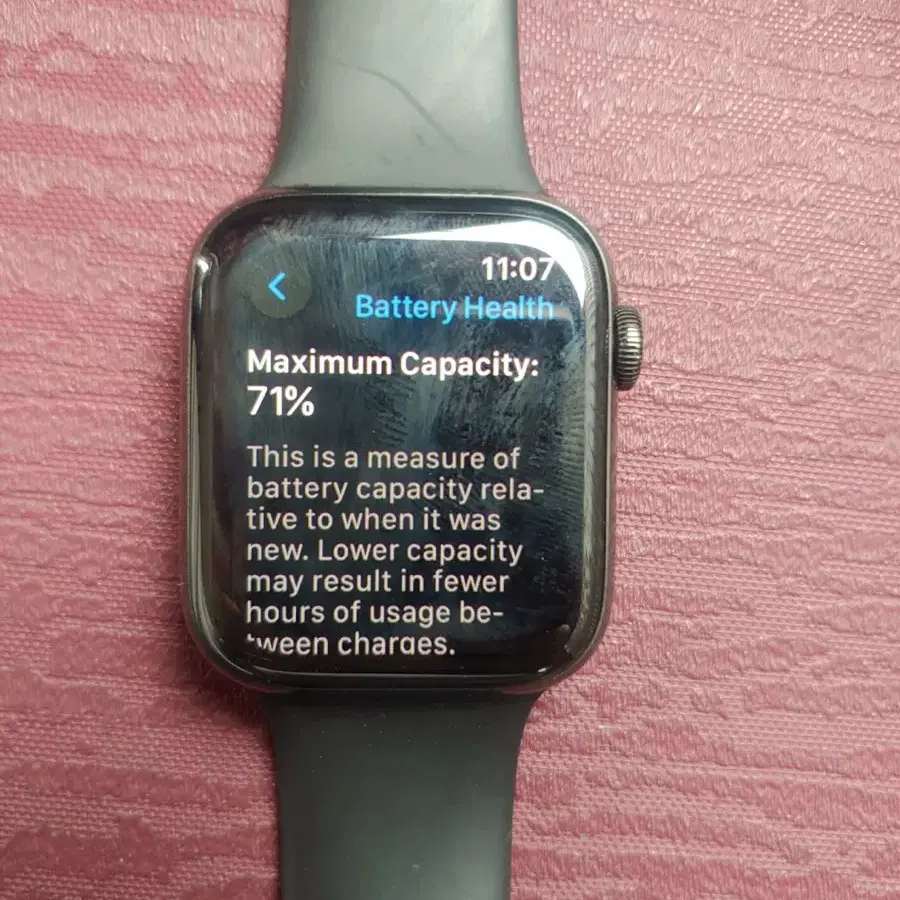 11:07
Battery Health
Maximum Capacity:
71%
This is a measure of
battery capacity rela-
tive to when it was
new. Lower capacity
may result in fewer
hours of usage be-
tween charges.